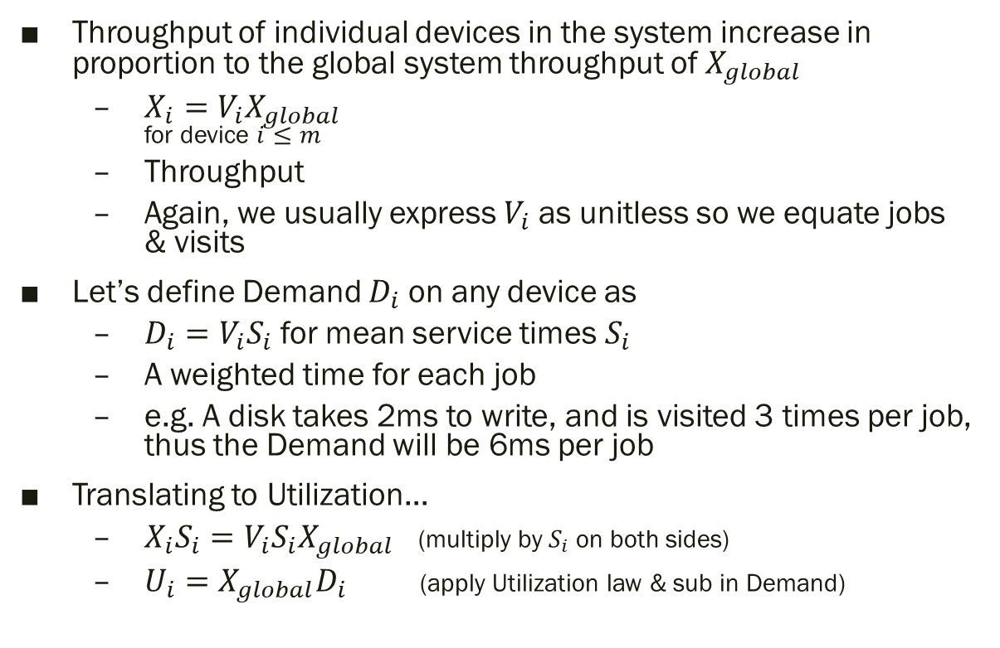 ■ Throughput of individual devices in the system increase in
proportion to the global system throughput of $X_{global}$
– $X_i = V_i X_{global}$
for device $i \leq m$
– Throughput
– Again, we usually express $V_i$ as unitless so we equate jobs
& visits
■ Let's define Demand $D_i$ on any device as
– $D_i = V_i S_i$ for mean service times $S_i$
– A weighted time for each job
– e.g. A disk takes 2ms to write, and is visited 3 times per job,
thus the Demand will be 6ms per job
■ Translating to Utilization...
– $X_i S_i = V_i S_i X_{global}$ (multiply by $S_i$ on both sides)
– $U_i = X_{global} D_i$ (apply Utilization law & sub in Demand)